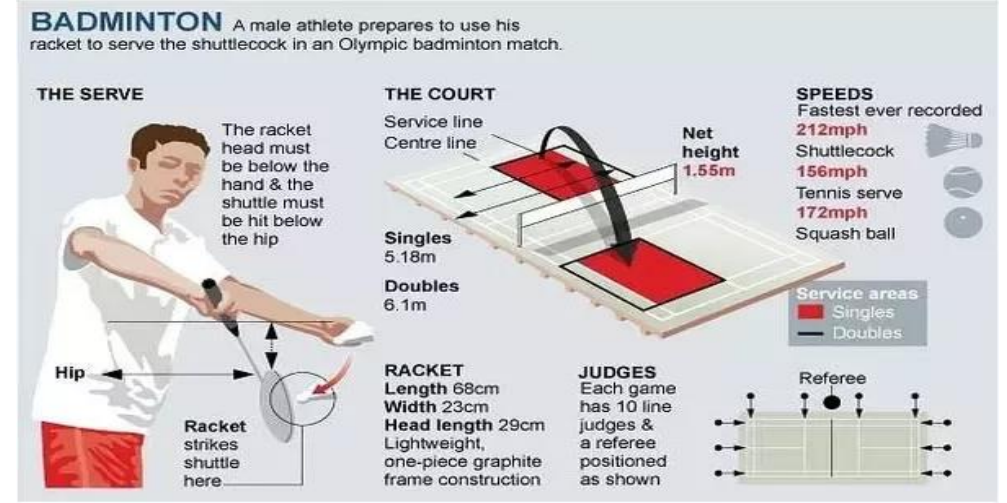 BADMINTON A male athlete prepares to use his
racket to serve the shuttlecock in an Olympic badminton match.
THE SERVE
The racket
head must
be below the
hand & the
shuttle must
be hit below
the hip
Hip
Racket
strikes
shuttle
here
THE COURT
Service line
Centre line
Net
height
1.55m
Singles
5.18m
Doubles
6.1m
SPEEDS
Fastest ever recorded
212mph
Shuttlecock
156mph
Tennis serve
172mph
Squash ball
Service areas
Singles
Doubles
RACKET
Length 68cm
Width 23cm
Head length 29cm
Lightweight,
one-piece graphite
frame construction
JUDGES
Each game
has 10 line
judges &
a referee
positioned
as shown
Referee